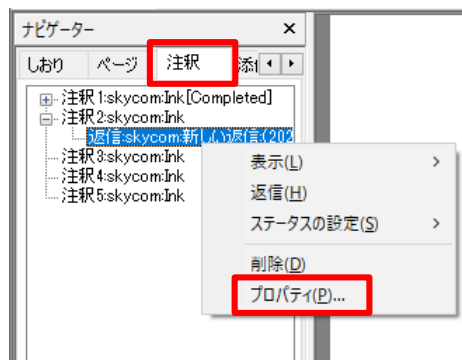 ナビゲーター
しおり ページ 注釈 添
注釈1:skycom:Ink[Completed]
注釈2:skycom:Ink
返信:skycom:新しい返信(202
注釈3:skycom:Ink
注釈4:skycom:Ink
注釈5:skycom:Ink
表示(L)
返信(H)
ステータスの設定(S)
削除(D)
プロパティ(P)...